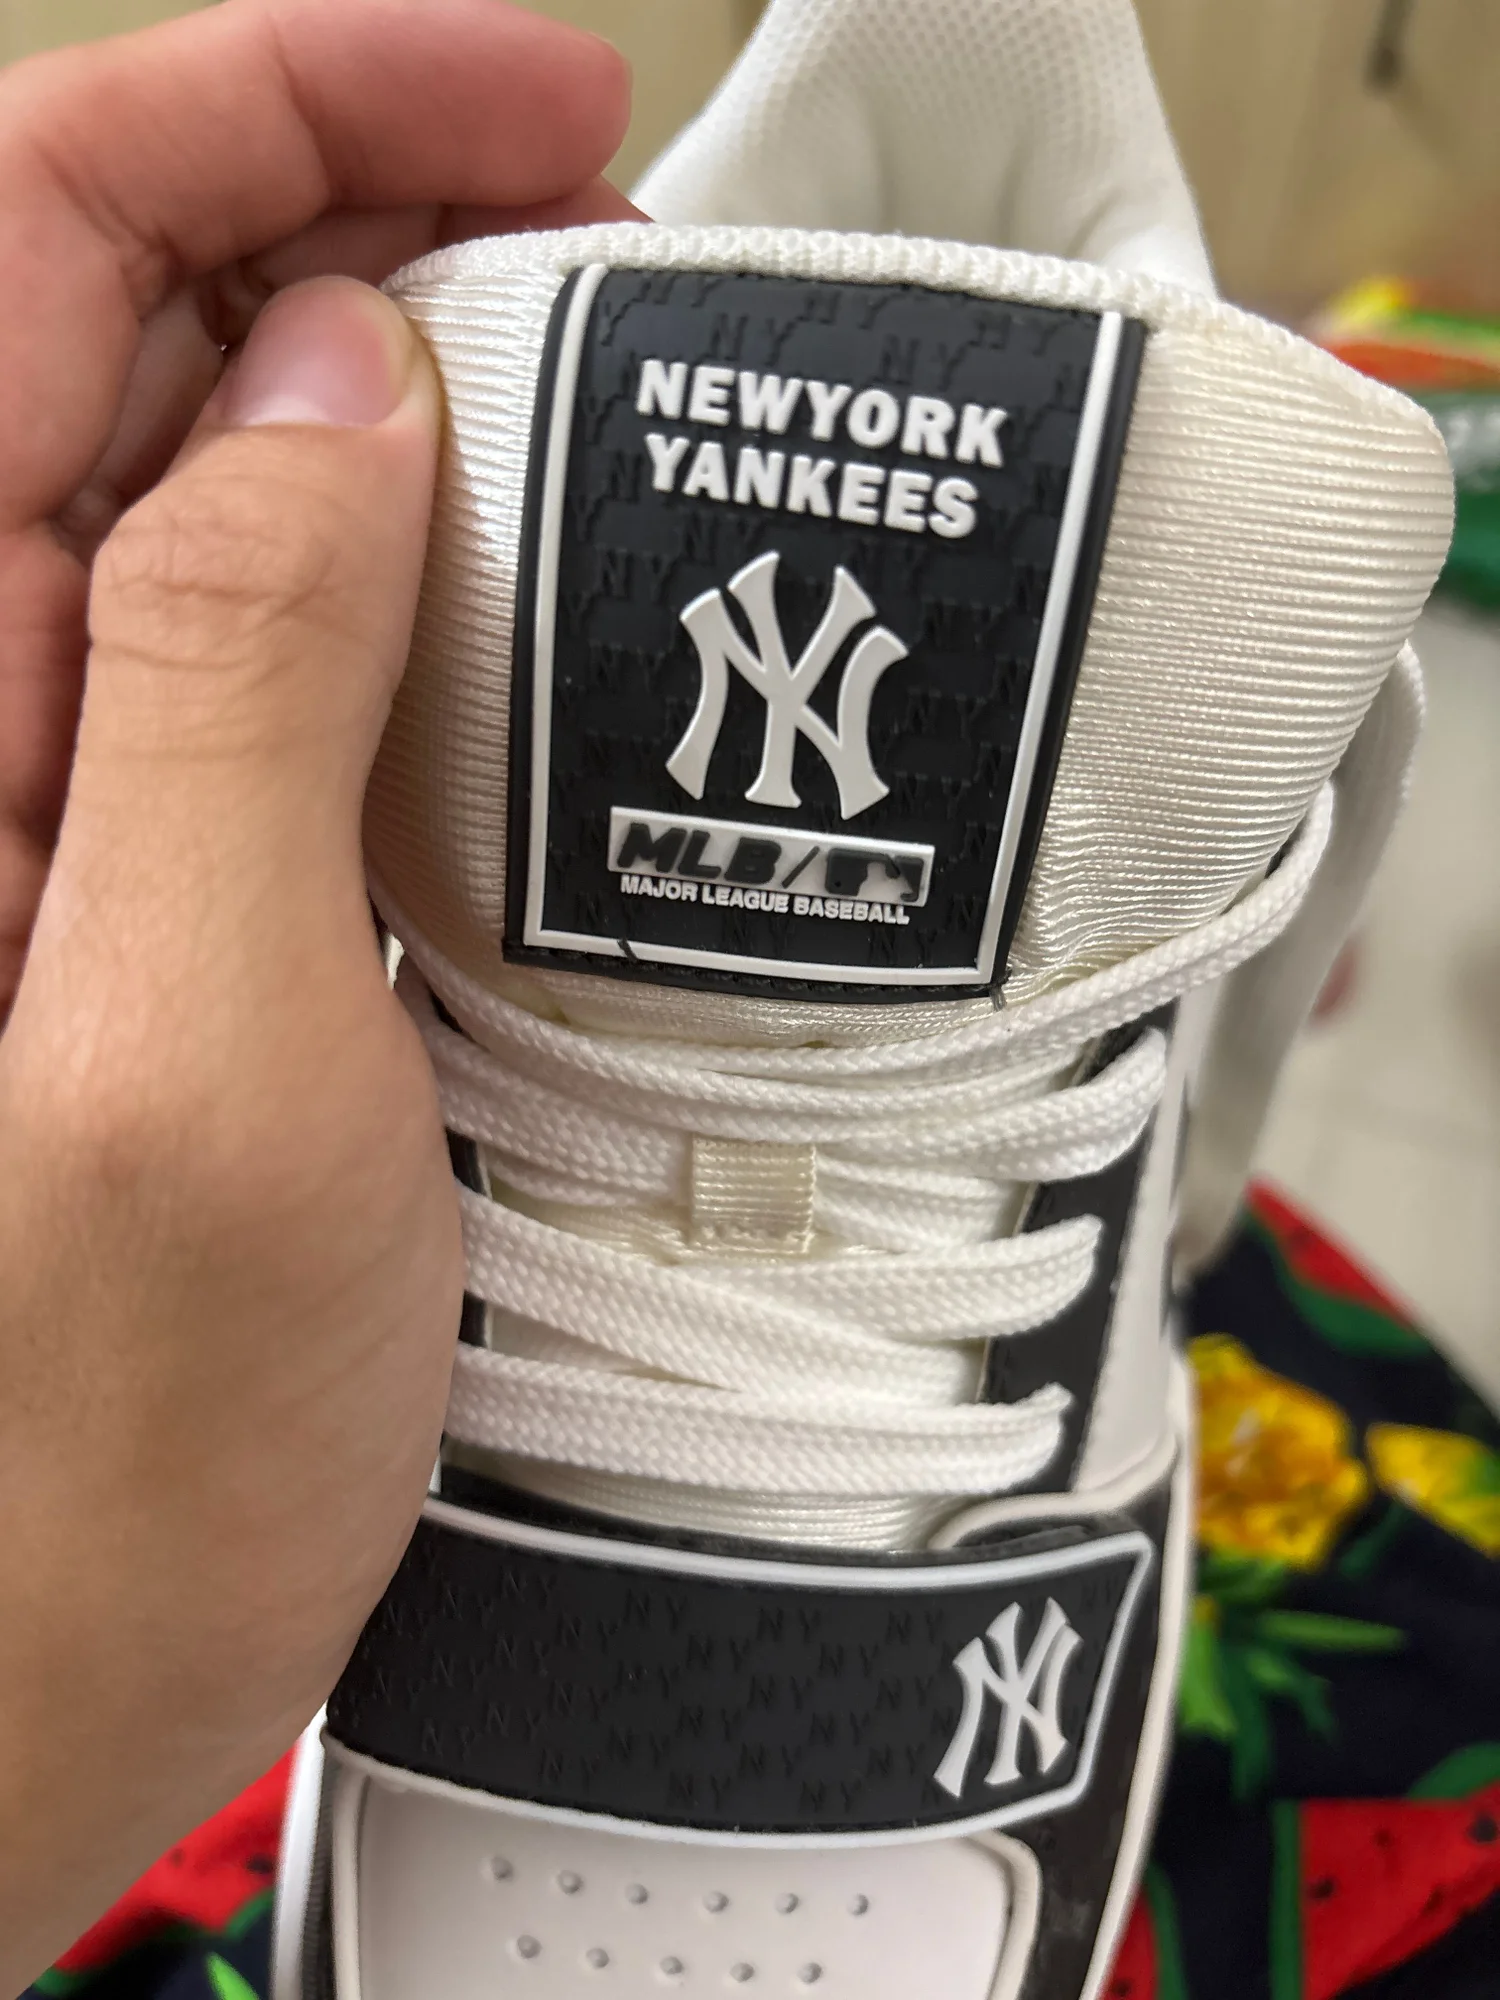 NEWYORK
YANKEES
NY
MLB/
MAJOR LEAGUE BASEBALL
NY